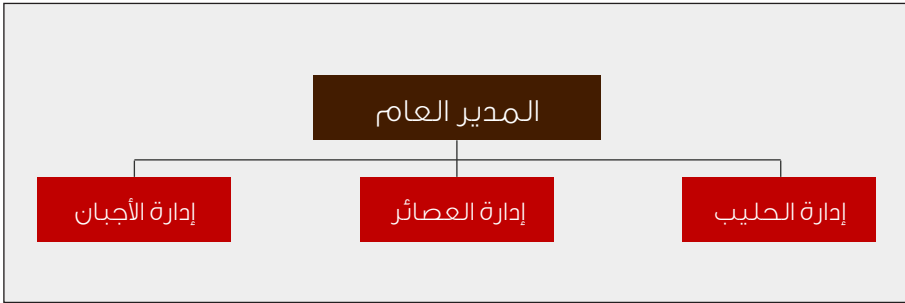 المدير العام
إدارة الحليب
إدارة العصائر
إدارة الأجبان